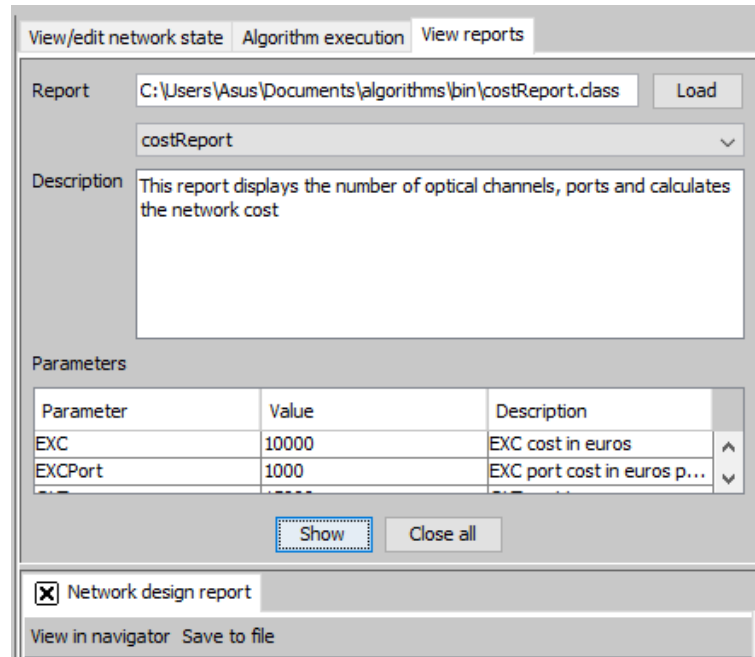 View/edit network state Algorithm execution View reports
Report C:\Users\Asus\Documents\algorithms\bin\costReport.class Load
costReport
Description This report displays the number of optical channels, ports and calculates
the network cost
Parameters
Parameter Value Description
EXC 10000 EXC cost in euros
EXCPort 1000 EXC port cost in euros p...
Show Close all
Network design report
View in navigator Save to file